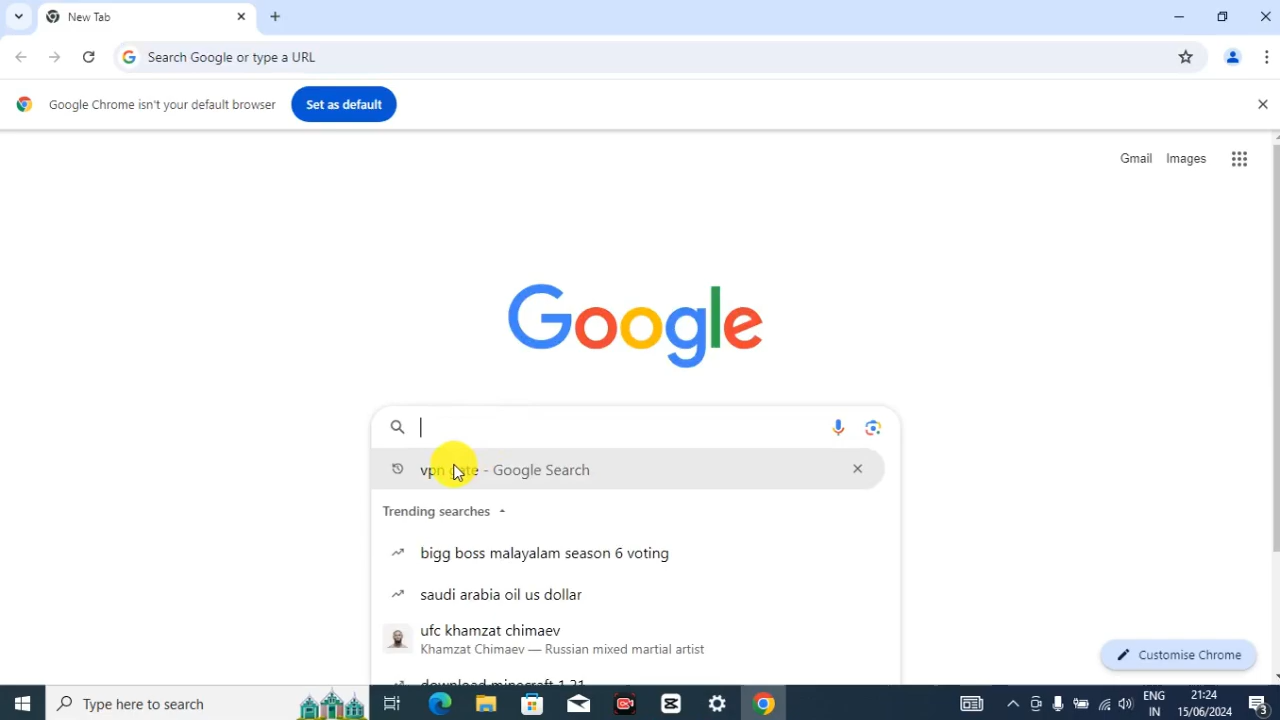 New Tab
Search Google or type a URL
Google Chrome isn't your default browser
Set as default
Gmail Images
Google
vpn gate - Google Search
Trending searches
bigg boss malayalam season 6 voting
saudi arabia oil us dollar
ufc khamzat chimaev
Khamzat Chimaev — Russian mixed martial artist
download minecraft 1.21
Customise Chrome
Type here to search
ENG
IN
21:24
15/06/2024
3